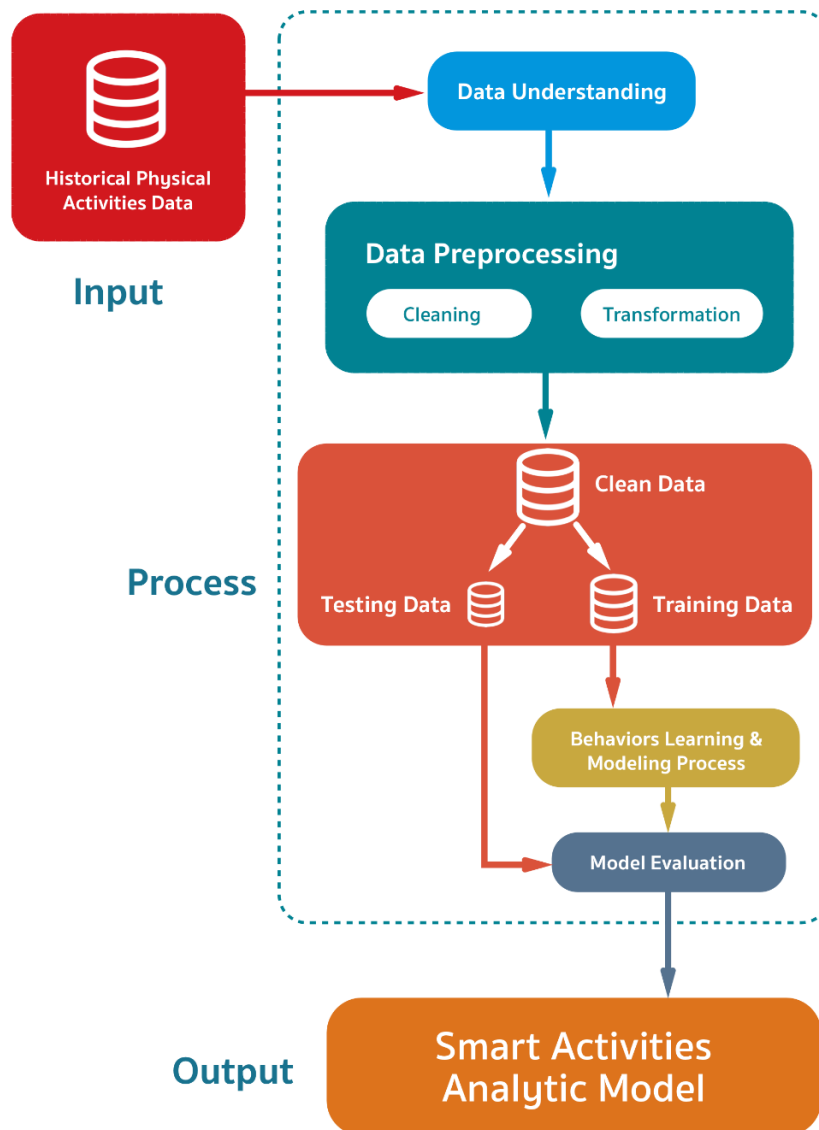 Historical Physical
Activities Data
Input
Data Understanding
Data Preprocessing
Cleaning
Transformation
Process
Clean Data
Testing Data
Training Data
Behaviors Learning &
Modeling Process
Model Evaluation
Output
Smart Activities
Analytic Model